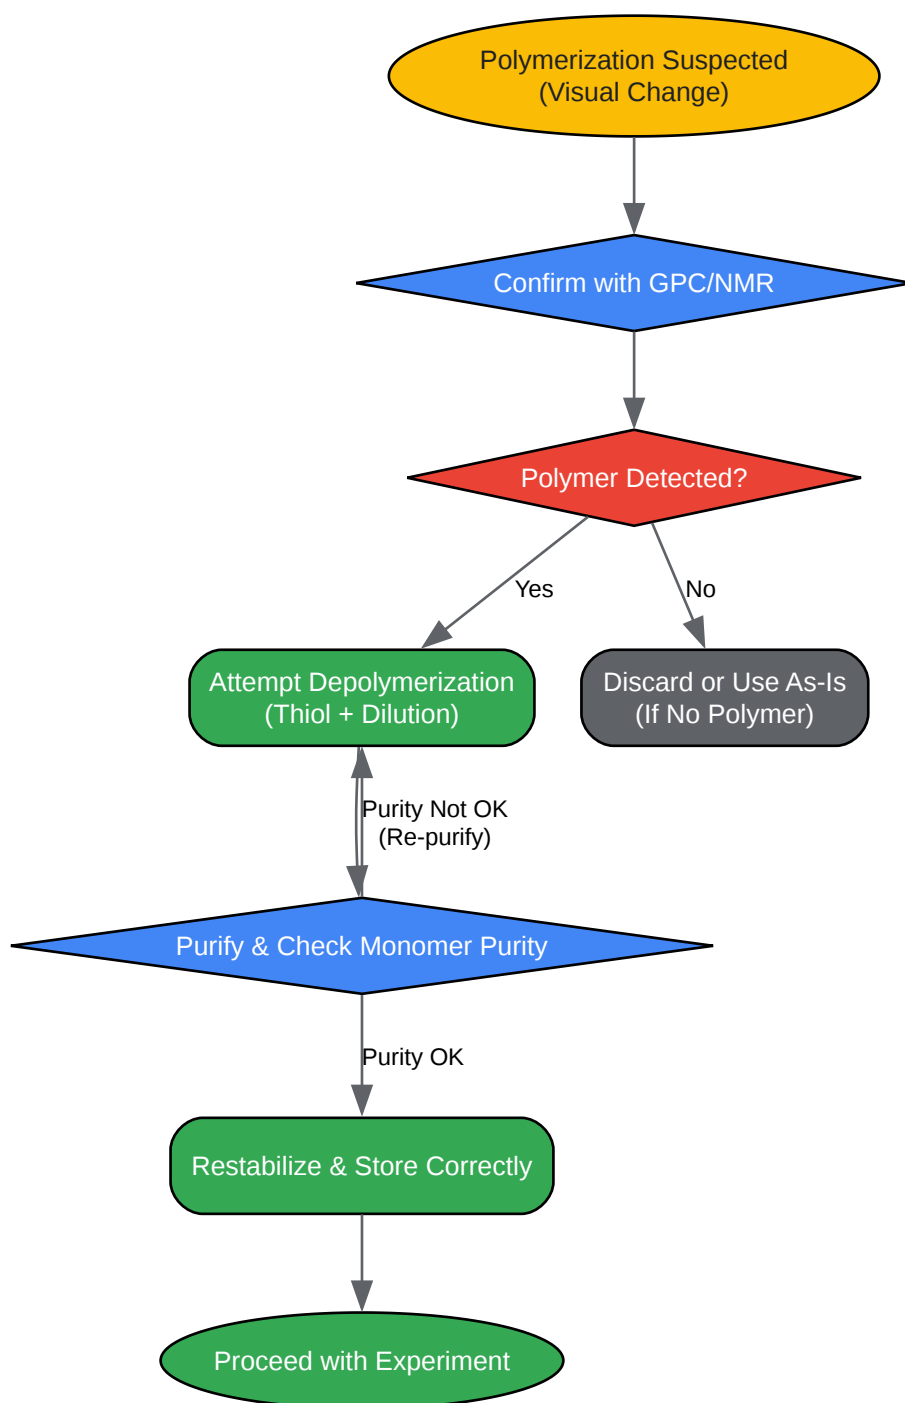 Polymerization Suspected
(Visual Change)
Confirm with GPC/NMR
Polymer Detected?
Yes
No
Attempt Depolymerization
(Thiol + Dilution)
Discard or Use As-Is
(If No Polymer)
Purity Not OK
(Re-purify)
Purify & Check Monomer Purity
Purity OK
Restabilize & Store Correctly
Proceed with Experiment